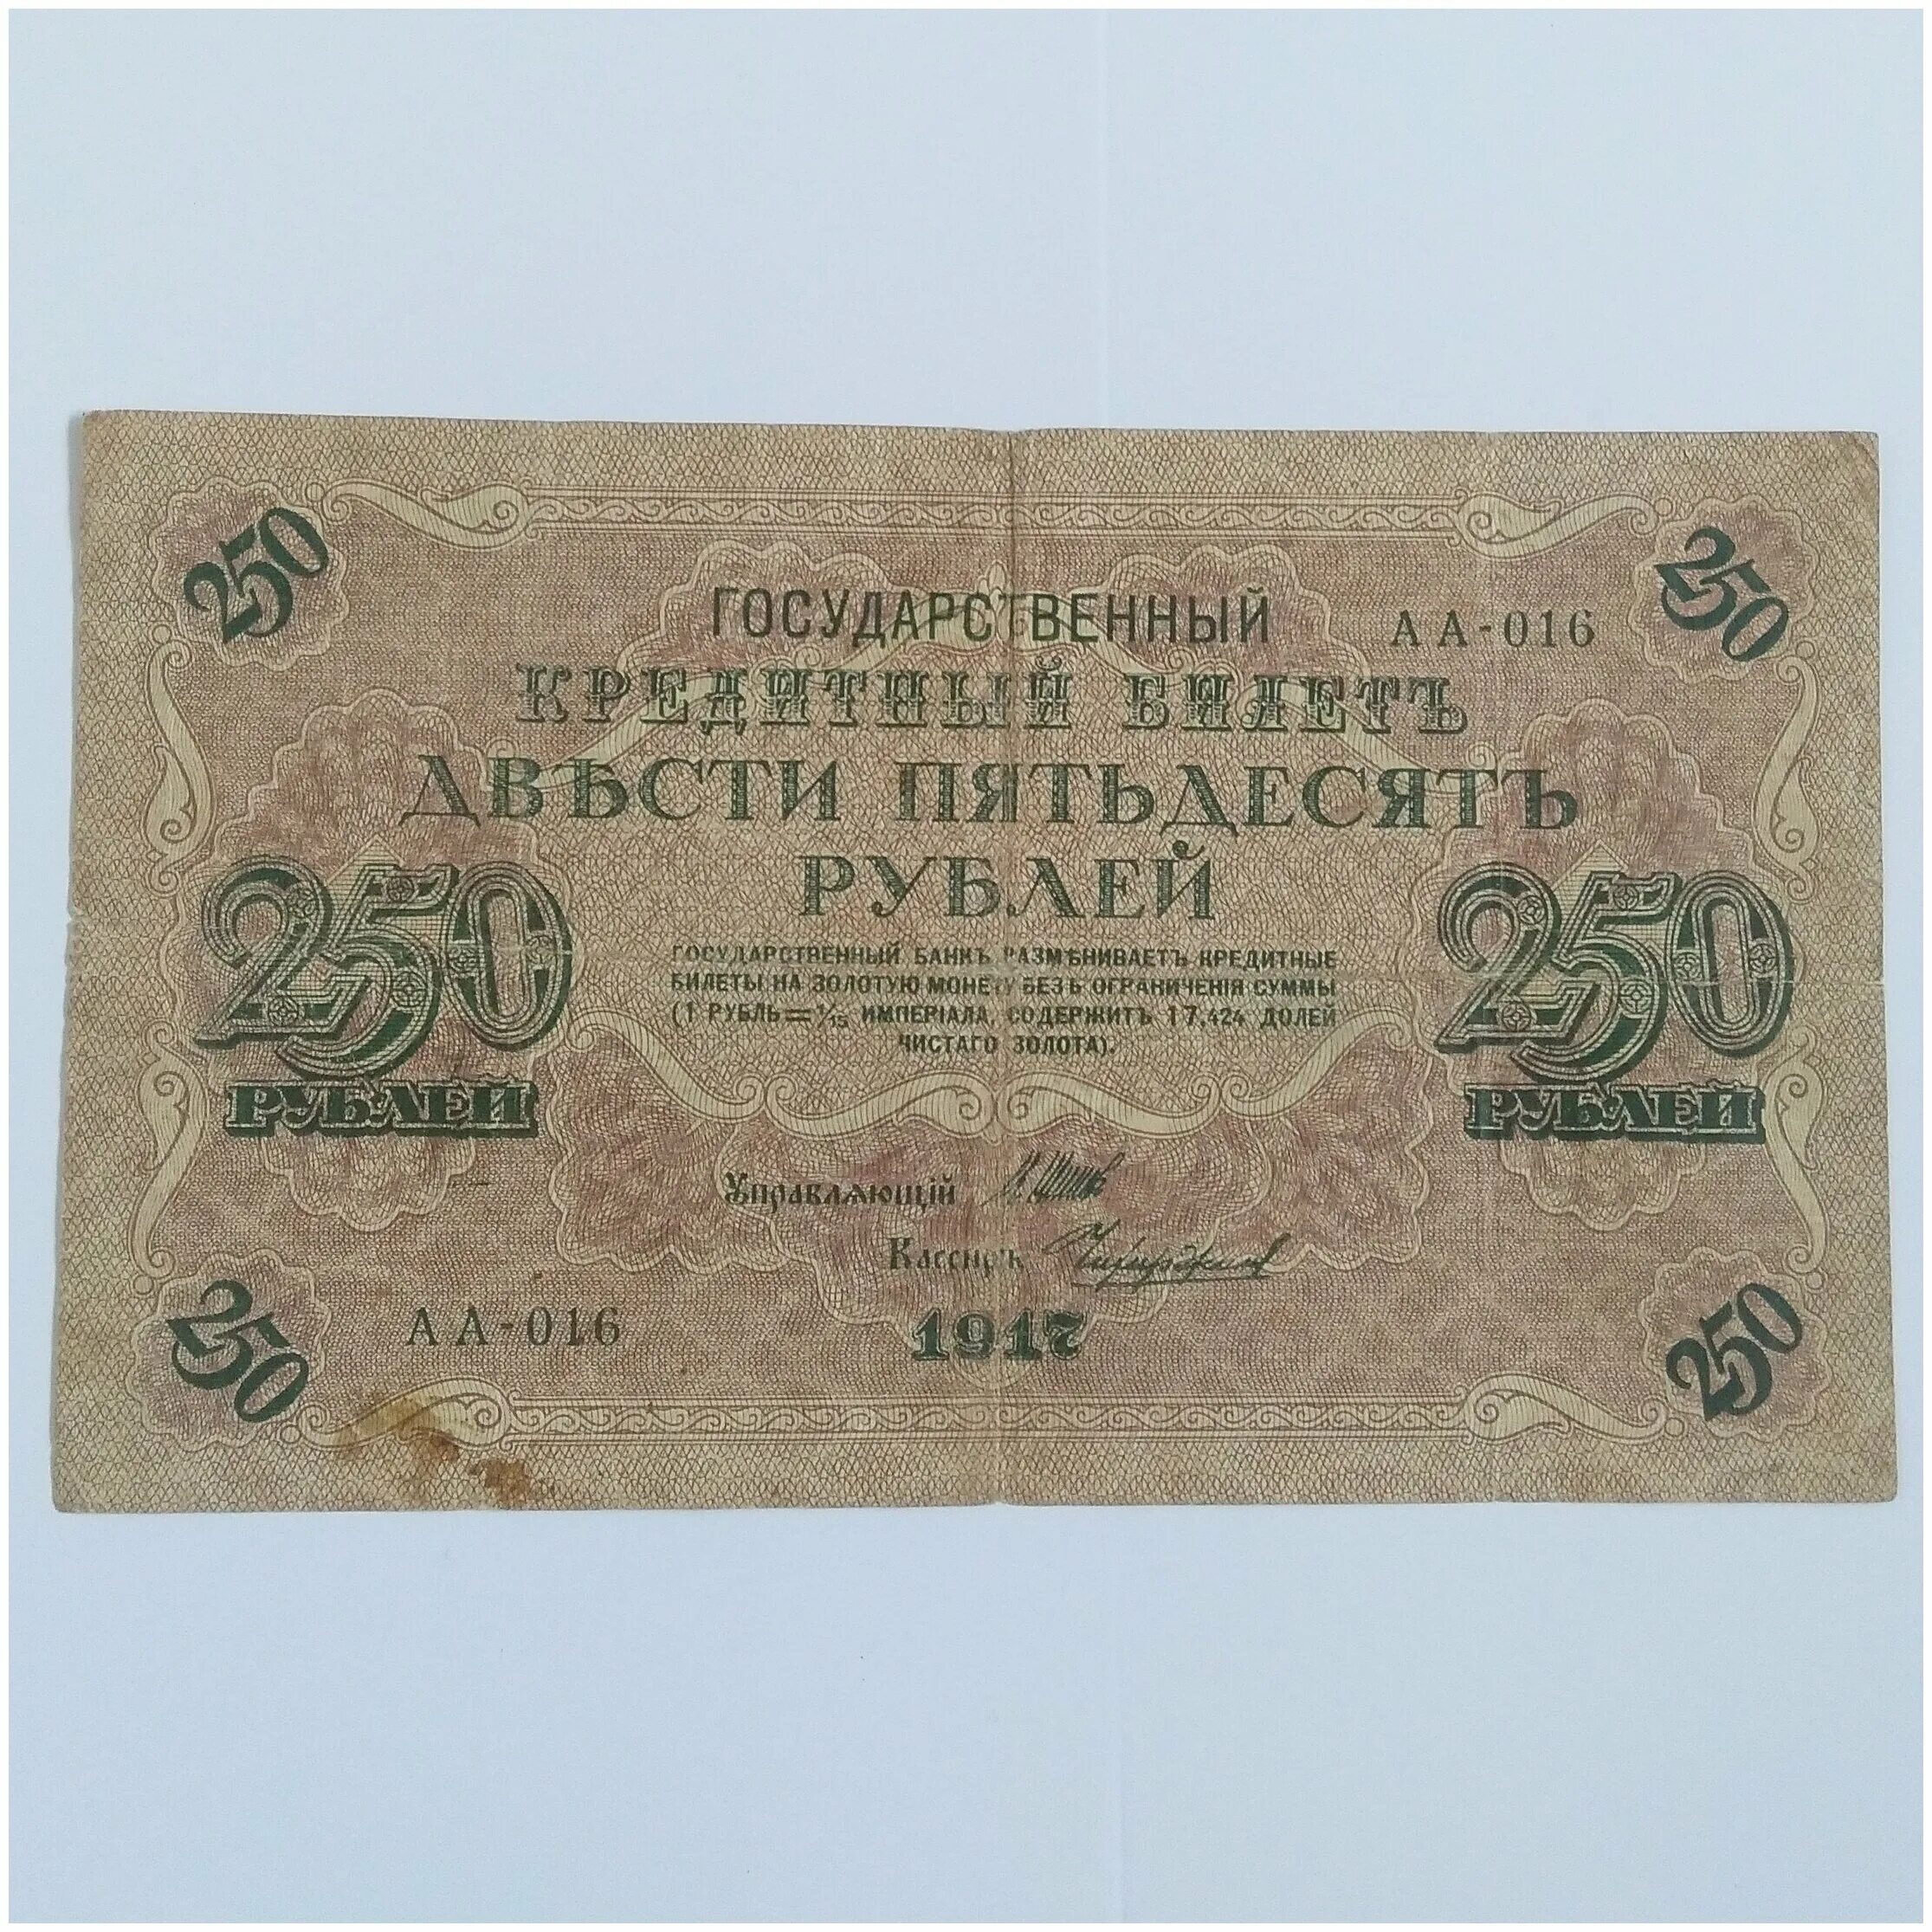 250
250
ГОСУДАРСТВЕННЫЙ
АА-016
КРЕДИТНЫЙ БИЛЕТЪ
ДВѢСТИ ПЯТЬДЕСЯТЪ
РУБЛЕЙ
250
РУБЛЕЙ
250
РУБЛЕЙ
ГОСУДАРСТВЕННЫЙ БАНКЪ РАЗМѢНИВАЕТЪ КРЕДИТНЫЕ
БИЛЕТЫ НА ЗОЛОТУЮ МОНЕТУ БЕЗЪ ОГРАНИЧЕНІЯ СУММЫ
(1 РУБЛЬ=1/15 ИМПЕРІАЛА, СОДЕРЖИТЪ 17,424 ДОЛЕЙ
ЧИСТАГО ЗОЛОТА).
Управляющій
Кассиръ
АА-016
1917
250
250